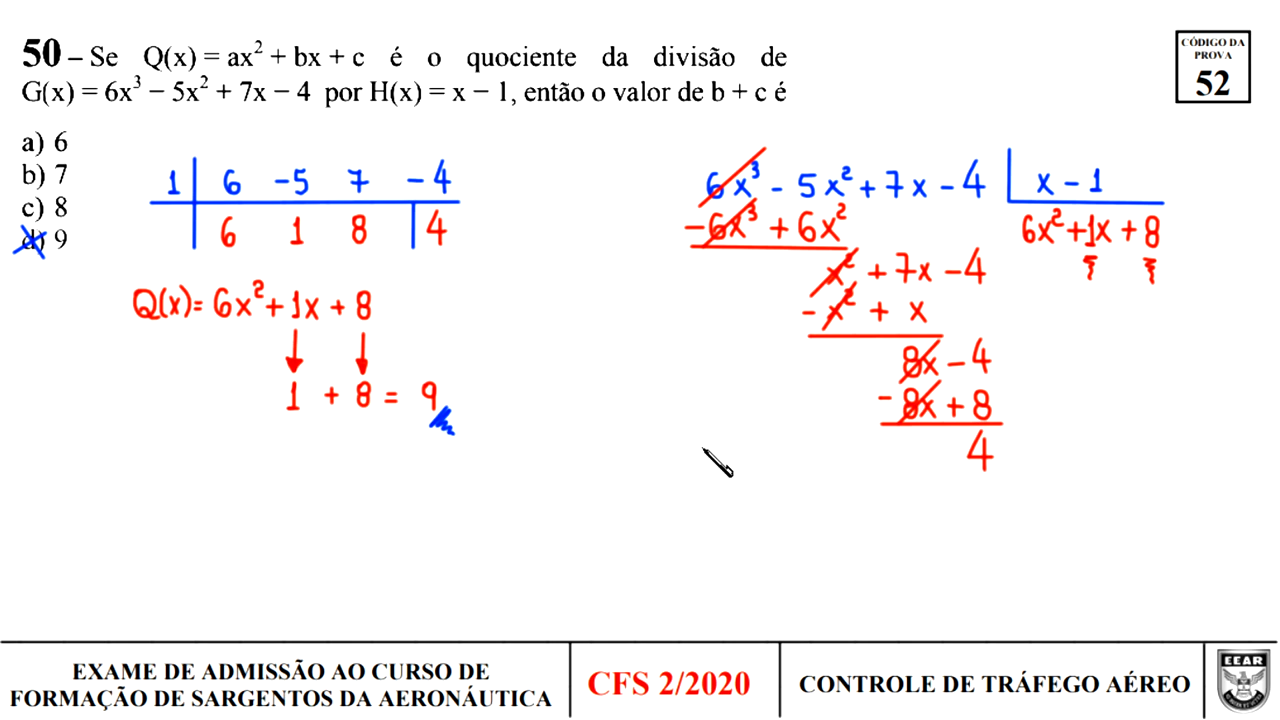 50 – Se Q(x) = ax² + bx + c é o quociente da divisão de
G(x) = 6x³ − 5x² + 7x − 4 por H(x) = x − 1, então o valor de b + c é
a) 6
b) 7
c) 8
d) 9
CÓDIGO DA
PROVA
52
1 6 -5 7 -4
6 1 8 4
Q(x)= 6x²+1x+8
1 + 8 = 9
6x³ - 5x²+7x-4 x-1
-6x³ + 6x² 6x²+1x+8
x² +7x-4
-x² + x
8x-4
-8x+8
4
EXAME DE ADMISSÃO AO CURSO DE
FORMAÇÃO DE SARGENTOS DA AERONÁUTICA
CFS 2/2020
CONTROLE DE TRÁFEGO AÉREO
EEAR